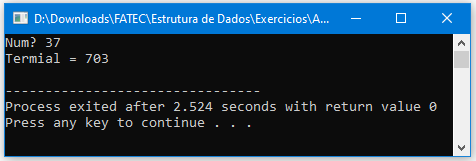 D:\Downloads\FATEC\Estrutura de Dados\Exercicios\A...
Num? 37
Termial = 703
--------------------------------
Process exited after 2.524 seconds with return value 0
Press any key to continue . . .